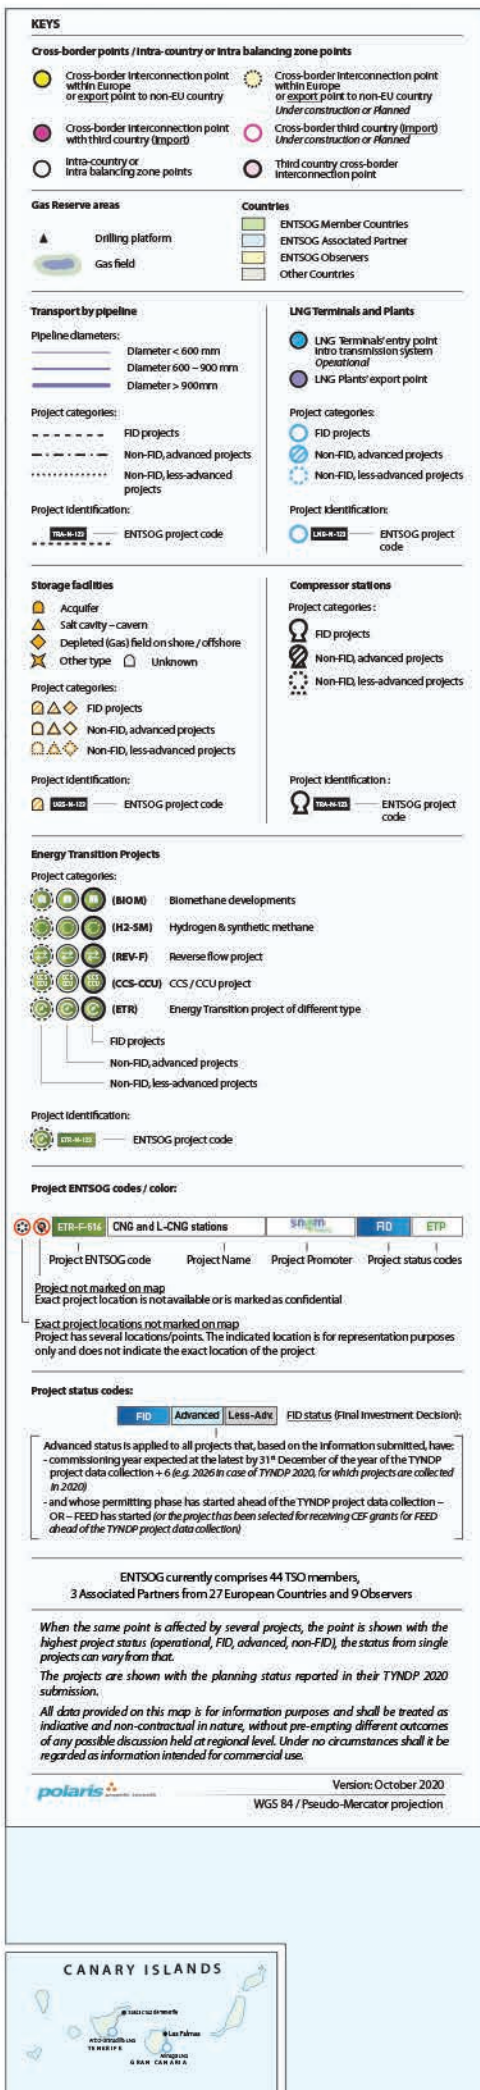 KEYS
Cross-border points / Intra-country or intra balancing zone points
Cross-border interconnection point
within Europe
or export point to non-EU country
Cross-border interconnection point
within Europe
or export point to non-EU country
Under construction or Planned
Cross-border interconnection point
with third country (import)
Cross-border third country (import)
Under construction or Planned
Intra-country or
intra balancing zone points
Third country cross-border
interconnection point
Gas Reserve areas
Drilling platform
Gas field
Countries
ENTSOG Member Countries
ENTSOG Associated Partner
ENTSOG Observers
Other Countries
Transport by pipeline
Pipeline diameters:
Diameter < 600 mm
Diameter 600 – 900 mm
Diameter > 900mm
Project categories:
FID projects
Non-FID, advanced projects
Non-FID, less-advanced
projects
Project identification:
TRA-N-123
ENTSOG project code
LNG Terminals and Plants
LNG Terminals' entry point
intro transmission system
Operational
LNG Plants' export point
Project categories:
FID projects
Non-FID, advanced projects
Non-FID, less-advanced projects
Project identification:
LNG-N-123
ENTSOG project
code
Storage facilities
Acquifer
Salt cavity – cavern
Depleted (Gas) field on shore / offshore
Other type
Unknown
Project categories:
FID projects
Non-FID, advanced projects
Non-FID, less-advanced projects
Project identification:
UGS-N-123
ENTSOG project code
Compressor stations
Project categories :
FID projects
Non-FID, advanced projects
Non-FID, less-advanced projects
Project identification :
TRA-N-123
ENTSOG project
code
Energy Transition Projects
Project categories:
(BIOM) Biomethane developments
(H2-SM) Hydrogen & synthetic methane
(REV-F) Reverse flow project
(CCS-CCU) CCS / CCU project
(ETR) Energy Transition project of different type
FID projects
Non-FID, advanced projects
Non-FID, less-advanced projects
Project identification:
ETR-N-123
ENTSOG project code
Project ENTSOG codes / color:
ETR-F-516 CNG and L-CNG stations snam FID ETP
Project ENTSOG code Project Name Project Promoter Project status codes
Project not marked on map
Exact project location is not available or is marked as confidential
Exact project locations not marked on map
Project has several locations/points. The indicated location is for representation purposes
only and does not indicate the exact location of the project
Project status codes:
FID Advanced Less-Adv. FID status (Final Investment Decision):
Advanced status is applied to all projects that, based on the information submitted, have:
- commissioning year expected at the latest by 31st December of the year of the TYNDP
project data collection + 6 (e.g. 2026 in case of TYNDP 2020, for which projects are collected
in 2020)
- and whose permitting phase has started ahead of the TYNDP project data collection –
OR – FEED has started (or the project has been selected for receiving CEF grants for FEED
ahead of the TYNDP project data collection)
ENTSOG currently comprises 44 TSO members,
3 Associated Partners from 27 European Countries and 9 Observers
When the same point is affected by several projects, the point is shown with the
highest project status (operational, FID, advanced, non-FID), the status from single
projects can vary from that.
The projects are shown with the planning status reported in their TYNDP 2020
submission.
All data provided on this map is for information purposes and shall be treated as
indicative and non-contractual in nature, without pre-empting different outcomes
of any possible discussion held at regional level. Under no circumstances shall it be
regarded as information intended for commercial use.
polaris
Version: October 2020
WGS 84 / Pseudo-Mercator projection
CANARY ISLANDS
Las Palmas
TENERIFE
GRAN CANARIA